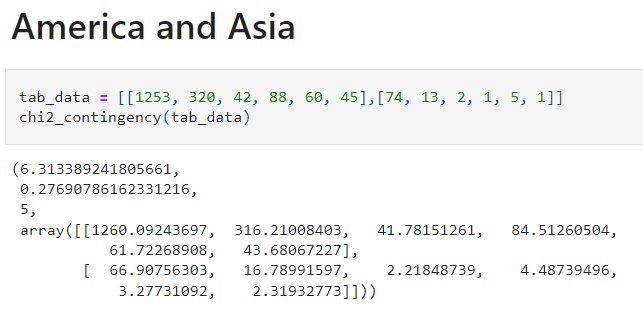 America and Asia
tab_data = [[1253, 320, 42, 88, 60, 45],[74, 13, 2, 1, 5, 1]]
chi2_contingency(tab_data)
(6.313389241805661,
0.27690786162331216,
5,
array([[1260.09243697, 316.21008403, 41.78151261, 84.51260504,
61.72268908, 43.68067227],
[ 66.90756303, 16.78991597, 2.21848739, 4.48739496,
3.27731092, 2.31932773]]))